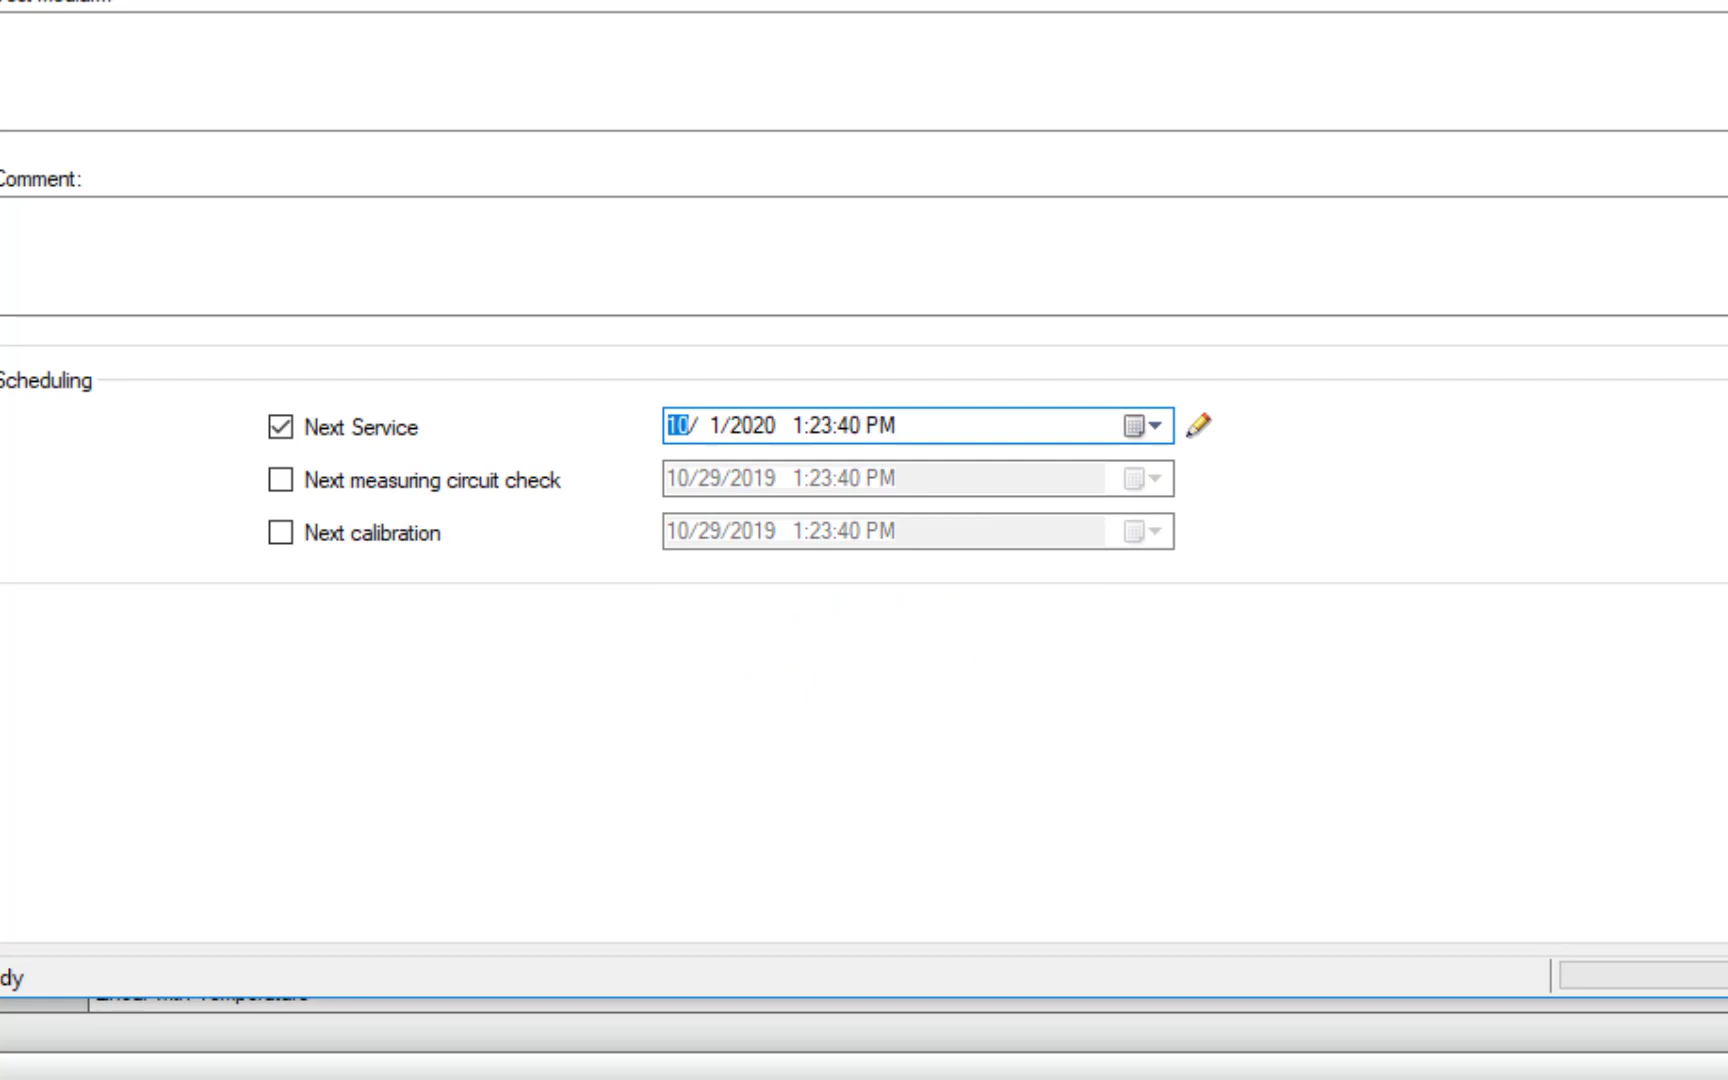 Comment:
Scheduling
Next Service 10/ 1/2020 1:23:40 PM
Next measuring circuit check 10/29/2019 1:23:40 PM
Next calibration 10/29/2019 1:23:40 PM
dy